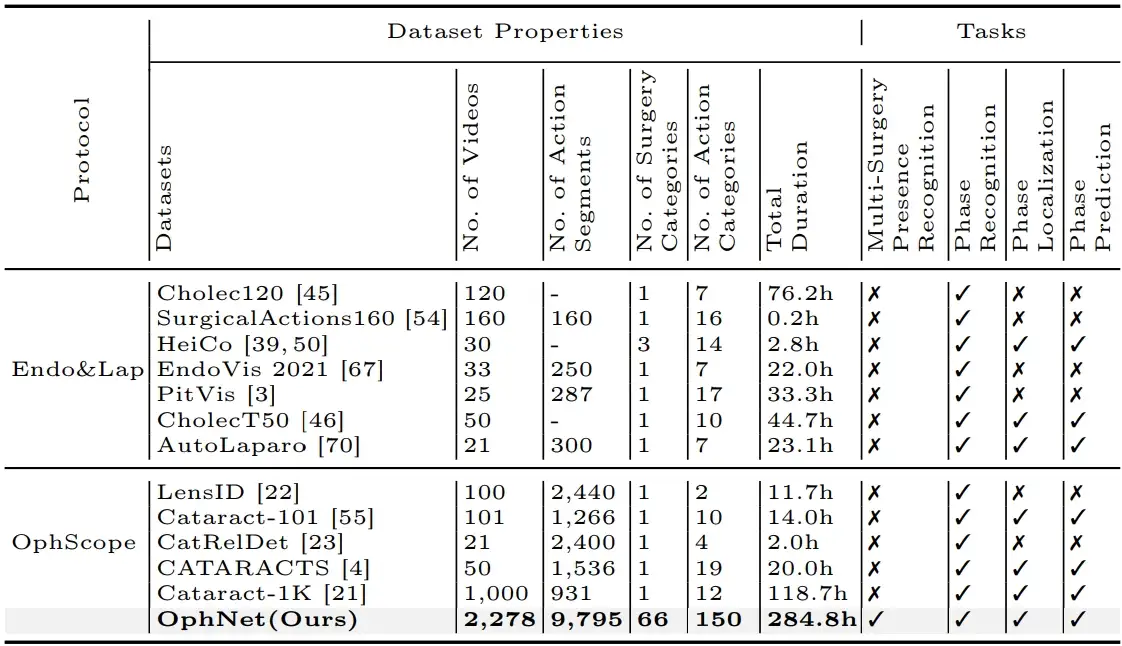 Dataset Properties Tasks
Protocol Datasets No. of Videos No. of Action Segments No. of Surgery Categories No. of Action Categories Total Duration Multi-Surgery Presence Recognition Phase Recognition Phase Localization Phase Prediction
Cholec120 [45] 120 - 1 7 76.2h ✗ ✓ ✗ ✗
SurgicalActions160 [54] 160 160 1 16 0.2h ✗ ✓ ✗ ✗
HeiCo [39, 50] 30 - 3 14 2.8h ✗ ✓ ✓ ✓
Endo&Lap EndoVis 2021 [67] 33 250 1 7 22.0h ✗ ✓ ✗ ✗
PitVis [3] 25 287 1 17 33.3h ✗ ✓ ✗ ✗
CholecT50 [46] 50 - 1 10 44.7h ✗ ✓ ✓ ✓
AutoLaparo [70] 21 300 1 7 23.1h ✗ ✓ ✓ ✓
LensID [22] 100 2,440 1 2 11.7h ✗ ✓ ✗ ✗
Cataract-101 [55] 101 1,266 1 10 14.0h ✗ ✓ ✓ ✓
OphScope CatRelDet [23] 21 2,400 1 4 2.0h ✗ ✓ ✗ ✗
CATARACTS [4] 50 1,536 1 19 20.0h ✗ ✓ ✓ ✓
Cataract-1K [21] 1,000 931 1 12 118.7h ✗ ✓ ✓ ✓
OphNet(Ours) 2,278 9,795 66 150 284.8h ✓ ✓ ✓ ✓